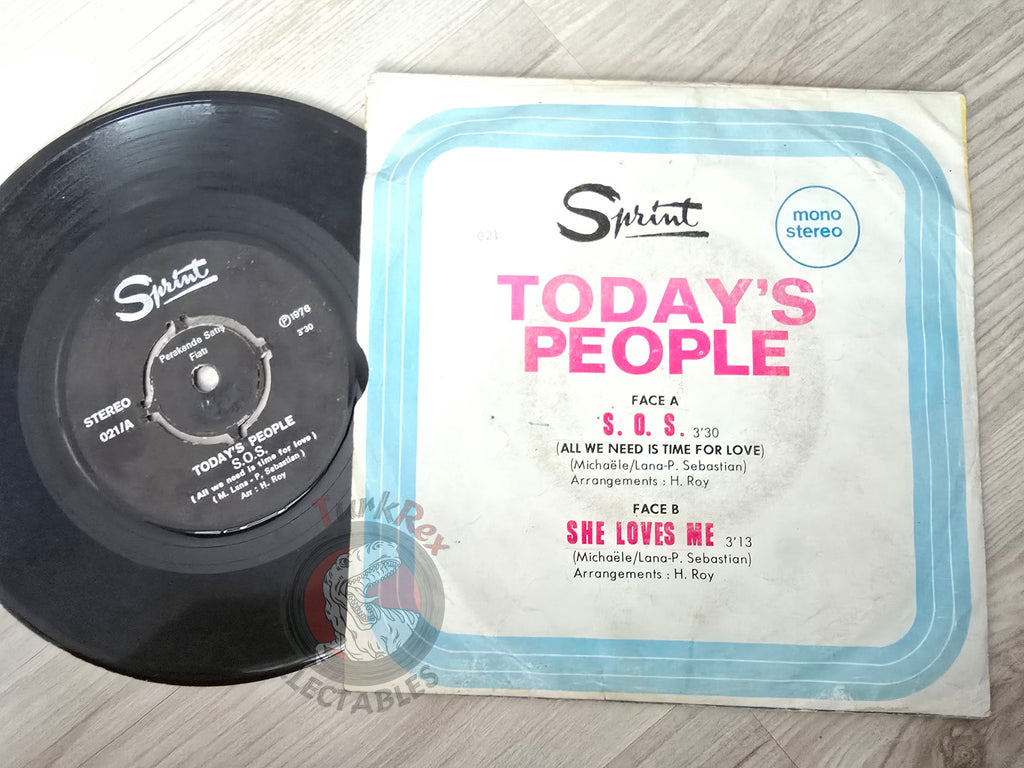 Sprint
℗1976
3'30
Perakende Satış
Fiatı
STEREO
021/A
TODAY'S PEOPLE
S.O.S.
(All we need is time for love)
(M. Lana - P. Sebastian)
Arr : H. Roy
Sprint
mono
stereo
021
TODAY'S
PEOPLE
FACE A
S. O. S. 3'30
(ALL WE NEED IS TIME FOR LOVE)
(Michaële/Lana-P. Sebastian)
Arrangements : H. Roy
FACE B
SHE LOVES ME 3'13
(Michaële/Lana-P. Sebastian)
Arrangements : H. Roy
TurkRex